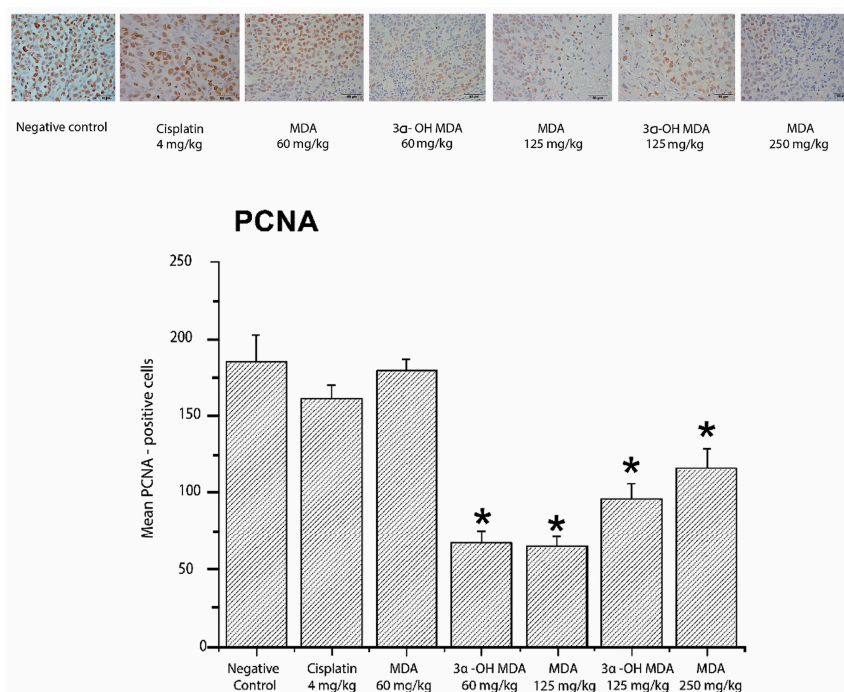 Negative control
Cisplatin
4 mg/kg
MDA
60 mg/kg
3α- OH MDA
60 mg/kg
MDA
125 mg/kg
3α-OH MDA
125 mg/kg
MDA
250 mg/kg
PCNA
Mean PCNA - positive cells
250
200
150
100
50
0
*
*
*
*
Negative
Control
Cisplatin
4 mg/kg
MDA
60 mg/kg
3α -OH MDA
60 mg/kg
MDA
125 mg/kg
3α -OH MDA
125 mg/kg
MDA
250 mg/kg